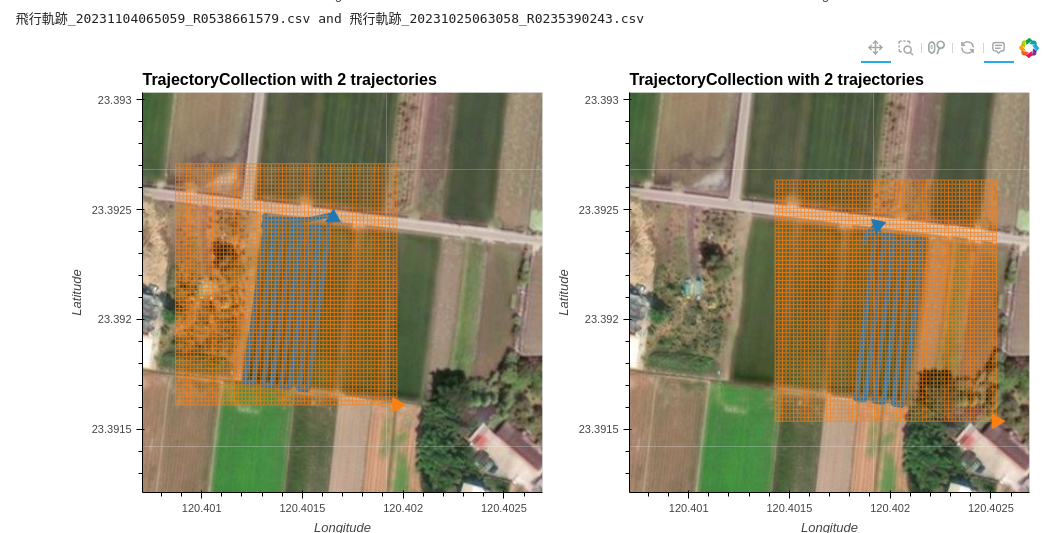 飛行軌跡_20231104065059_R0538661579.csv and 飛行軌跡_20231025063058_R0235390243.csv
TrajectoryCollection with 2 trajectories
23.393
23.3925
23.392
23.3915
Latitude
120.401
120.4015
120.402
120.4025
Longitude
TrajectoryCollection with 2 trajectories
23.393
23.3925
23.392
23.3915
Latitude
120.401
120.4015
120.402
120.4025
Longitude